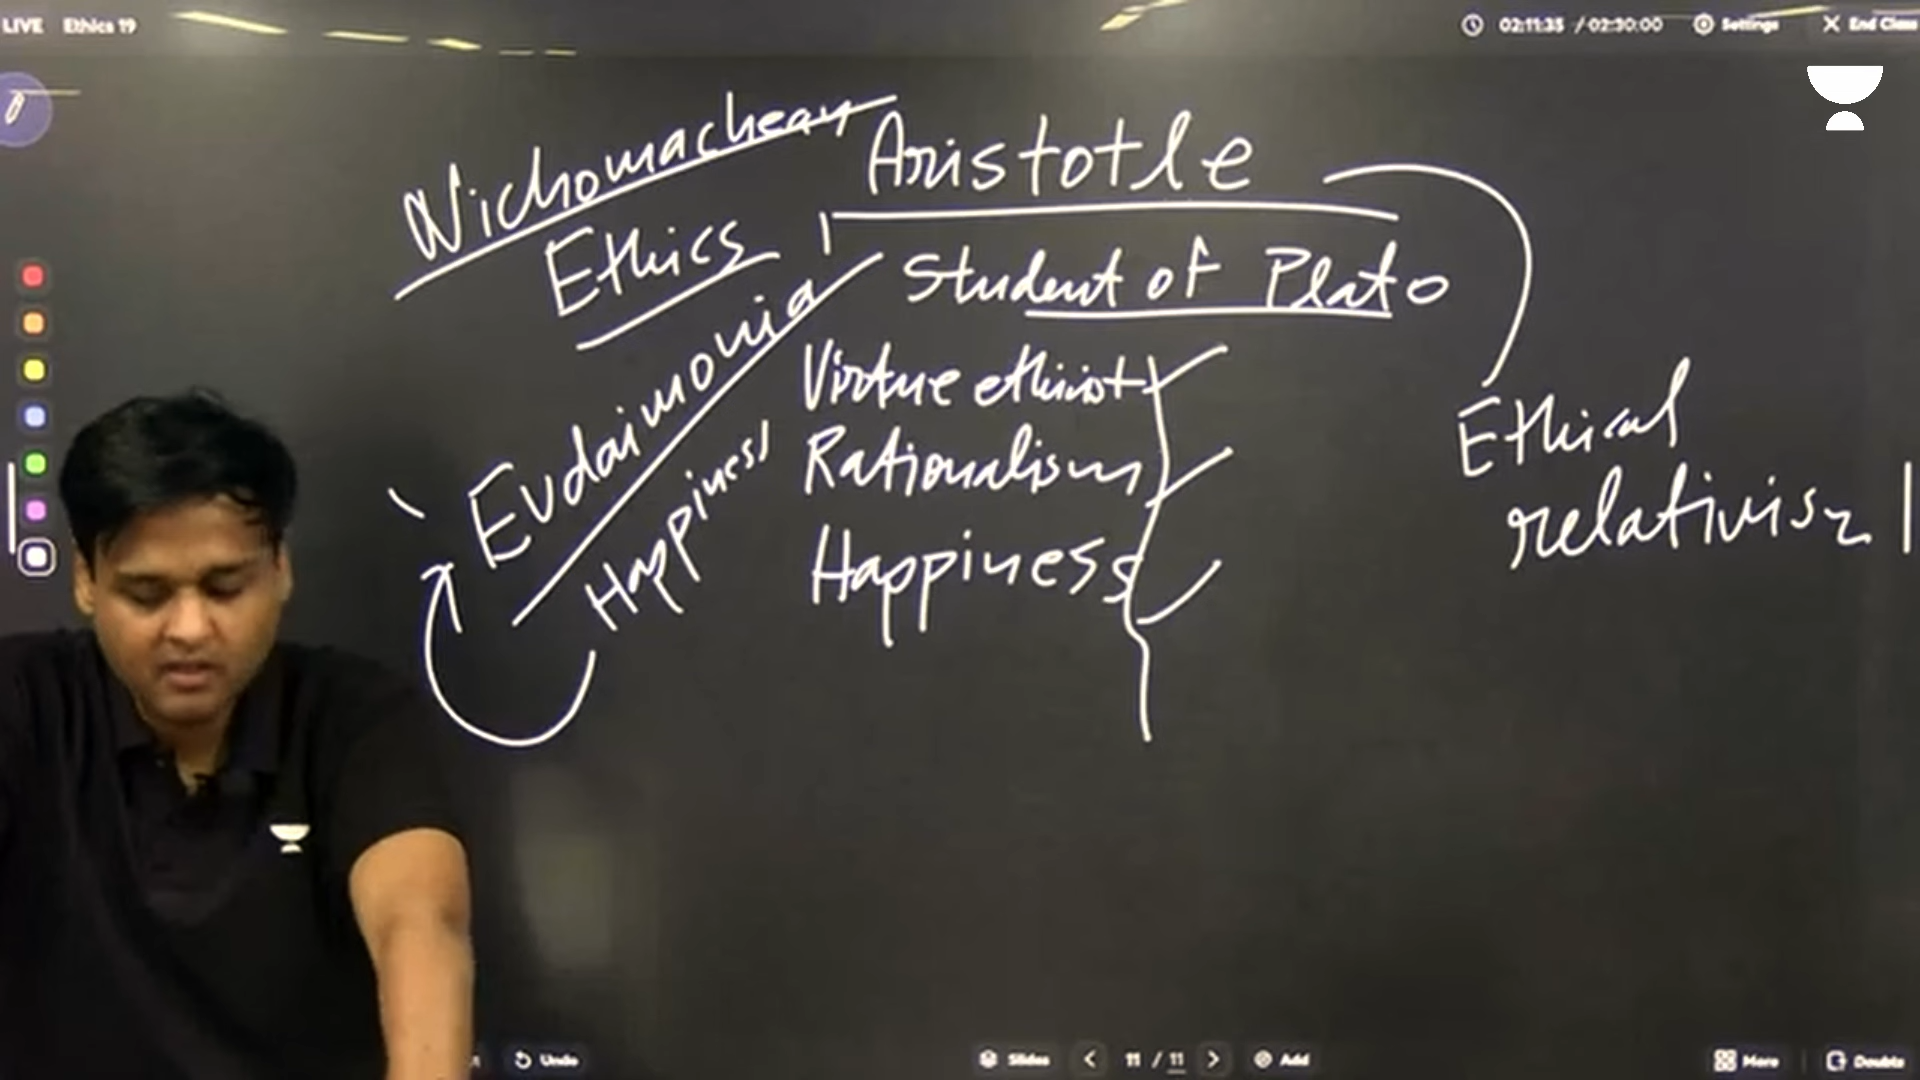 LIVE Ethics 19
02:11:35 / 02:30:00 Settings End Class
Nichomachean
Ethics
Aristotle
Student of Plato
Eudaimonia
Happiness
Virtue ethicist
Rationalism
Happiness
Ethical
relativism
Undo
Slides < 11 / 11 > Add
More Doubts